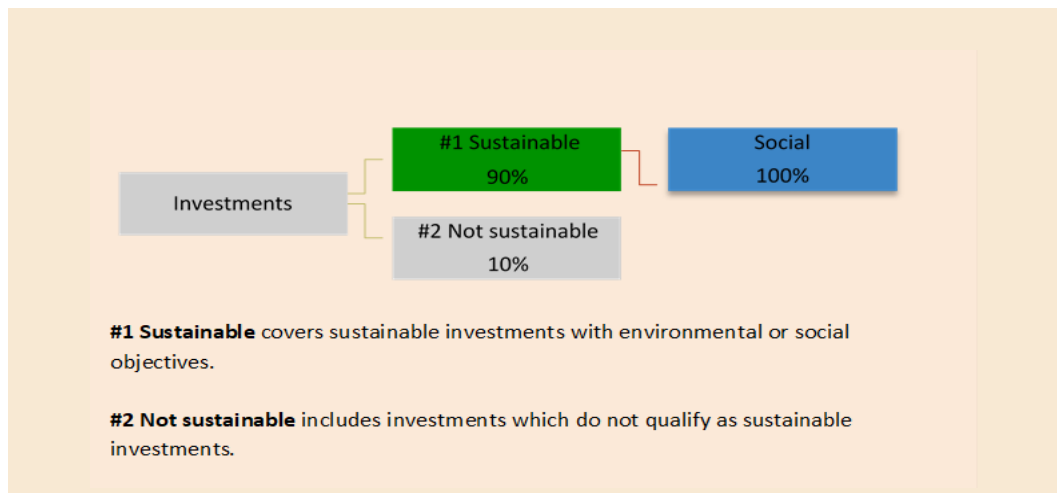 #1 Sustainable
90%
Social
100%
Investments
#2 Not sustainable
10%
#1 Sustainable covers sustainable investments with environmental or social
objectives.
#2 Not sustainable includes investments which do not qualify as sustainable
investments.